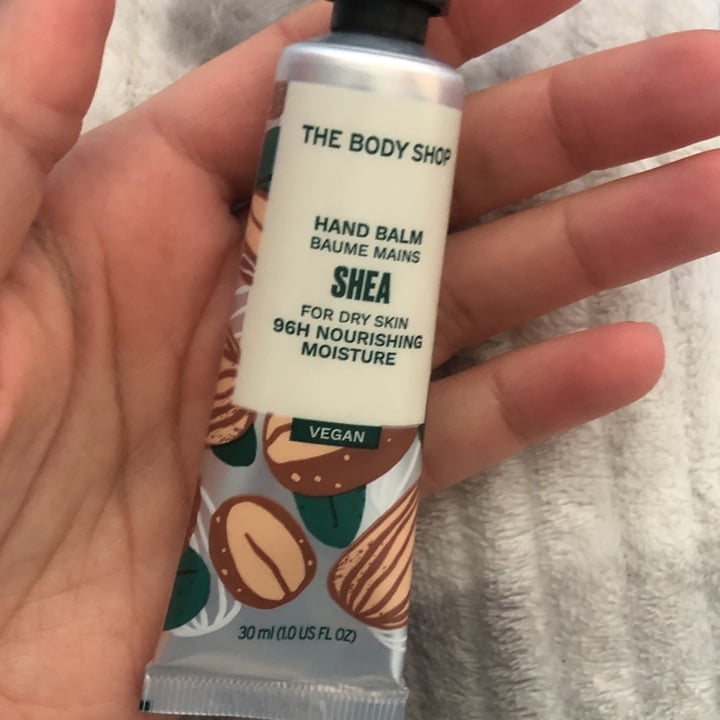 THE BODY SHOP
HAND BALM
BAUME MAINS
SHEA
FOR DRY SKIN
96H NOURISHING
MOISTURE
VEGAN
30 ml (1.0 US FL OZ)